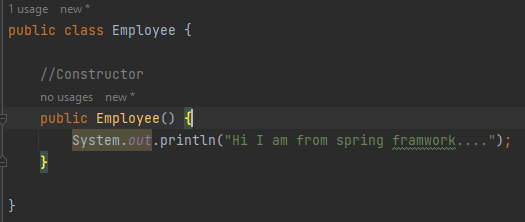 1 usage new *
public class Employee {
//Constructor
no usages new *
public Employee() {
System.out.println("Hi I am from spring framwork....");
}
}